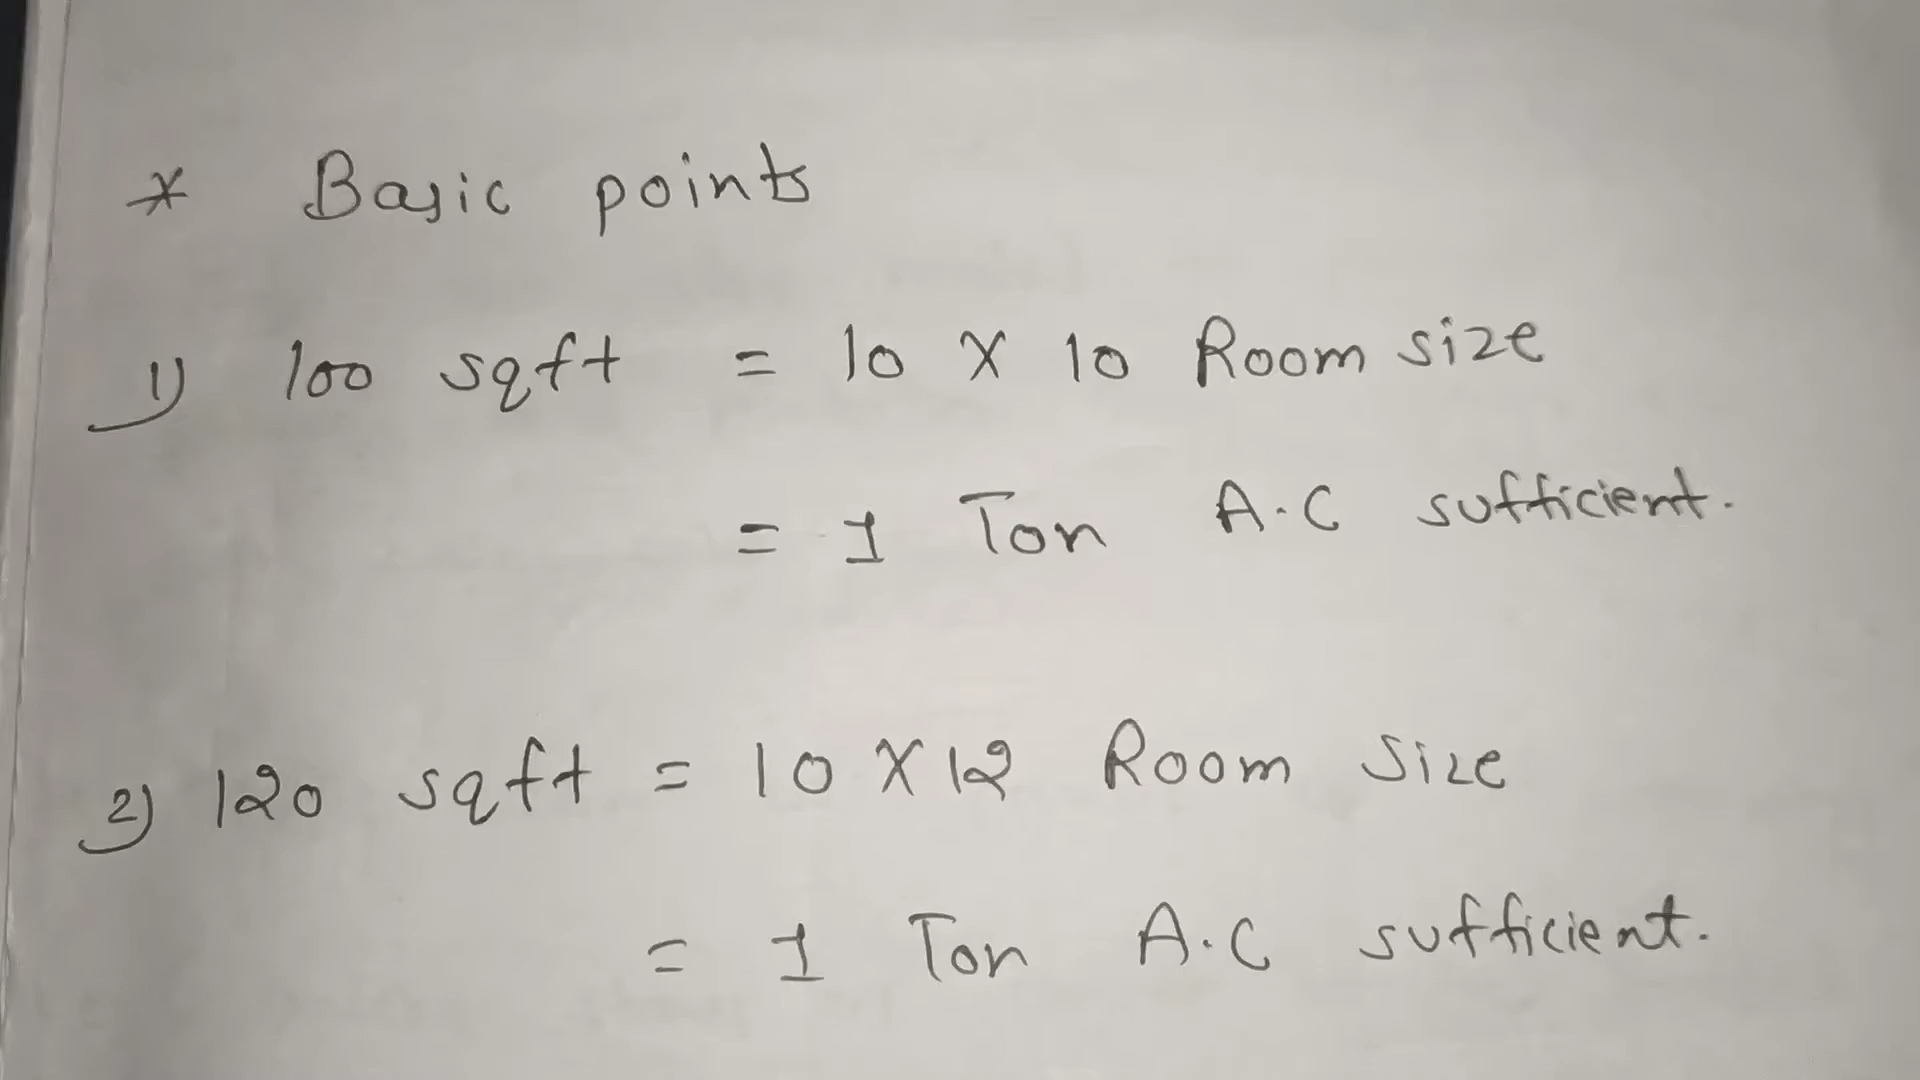 * Basic points
1) 100 sqft = 10 X 10 Room size
= 1 Ton A.C sufficient.
2) 120 sqft = 10 X 12 Room Size
= 1 Ton A.C sufficient.